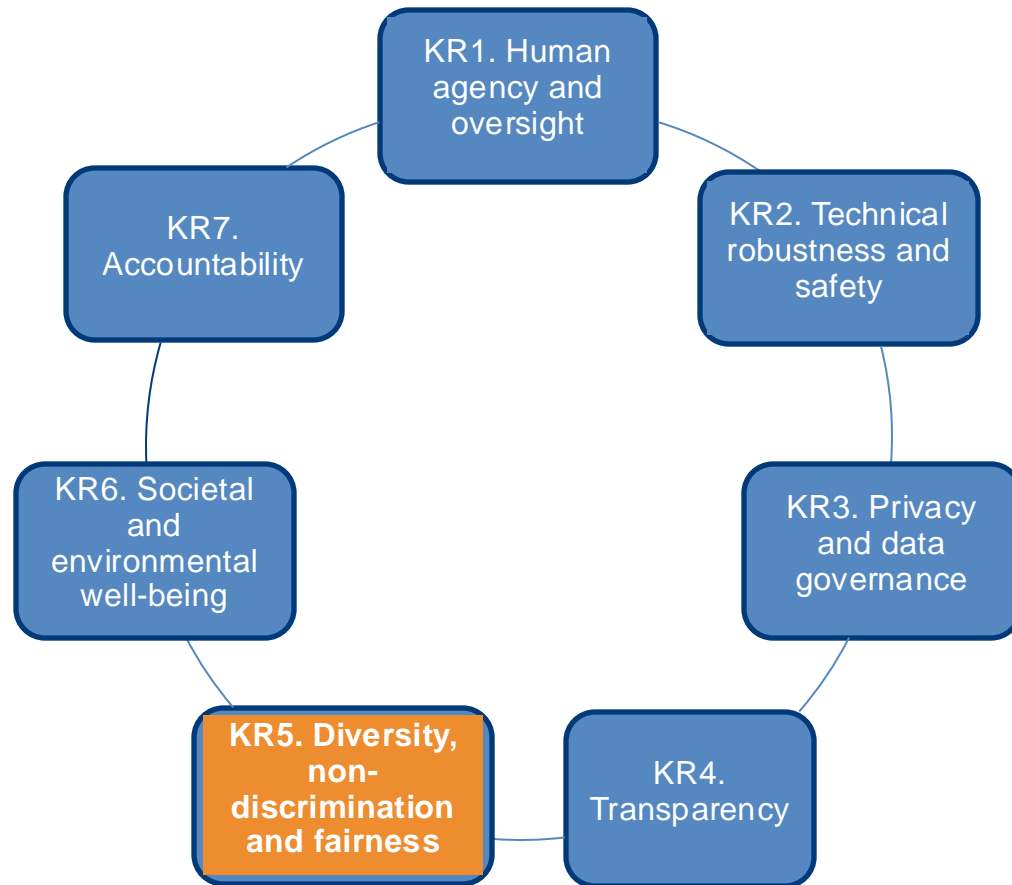 KR1. Human
agency and
oversight
KR2. Technical
robustness and
safety
KR3. Privacy
and data
governance
KR4.
Transparency
KR5. Diversity,
non-
discrimination
and fairness
KR6. Societal
and
environmental
well-being
KR7.
Accountability